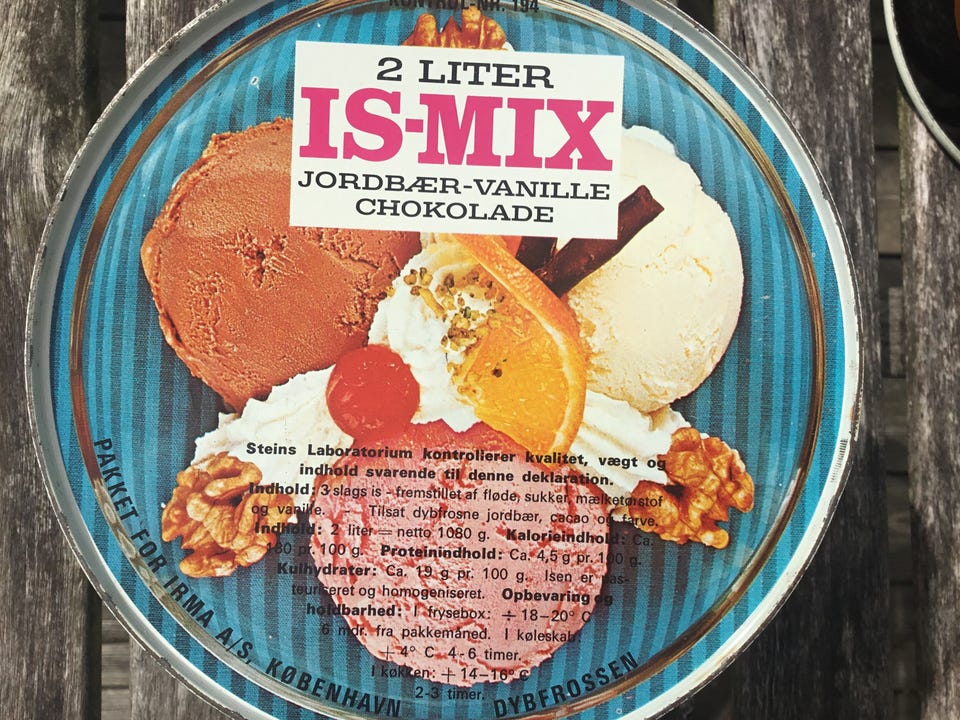 KONTROL-NR. 194
2 LITER
IS-MIX
JORDBÆR-VANILLE
CHOKOLADE
Steins Laboratorium kontrollerer kvalitet, vægt og
indhold svarende til denne deklaration.
Indhold: 3 slags is - fremstillet af fløde, sukker, mælketørstof
og vanille. Tilsat dybfrosne jordbær, cacao og farve.
Indhold: 2 liter = netto 1080 g. Kalorieindhold: Ca.
180 pr. 100 g. Proteinindhold: Ca. 4,5 g pr. 100 g.
Kulhydrater: Ca. 19 g pr. 100 g. Isen er pas-
teuriseret og homogeniseret. Opbevaring og
holdbarhed: I frysebox: ÷ 18-20° C
6 mdr. fra pakkemåned. I køleskab:
+ 4° C 4-6 timer.
I køkken: + 14-16° C
2-3 timer.
PAKKET FOR IRMA A/S, KØBENHAVN
DYBFROSSEN